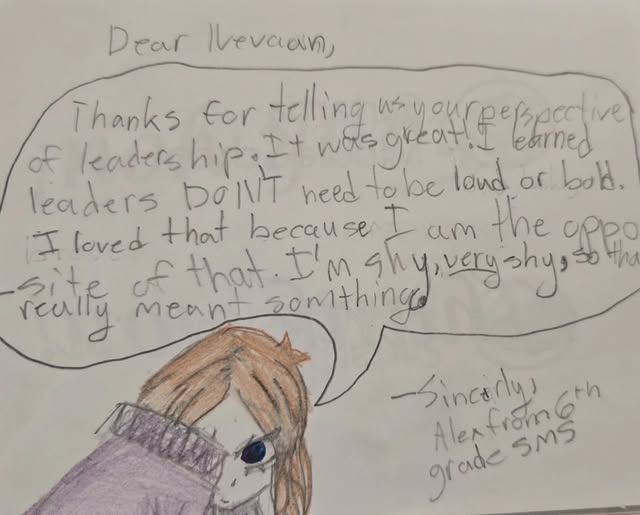 Dear Ilevaan,
Thanks for telling us your perspective
of leadership. It was great! I learned
leaders DON'T need to be loud or bold.
I loved that because I am the oppo
-site of that. I'm shy, very shy, so tha
really meant somthing.
-Sincirly,
Alex from 6th
grade SMS